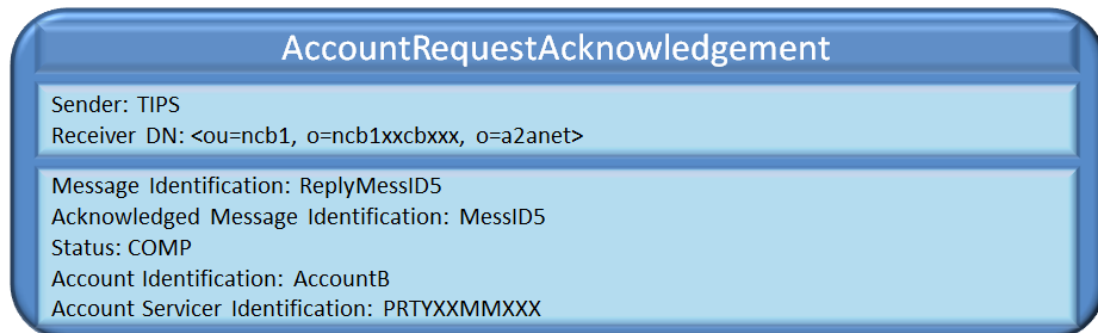 AccountRequestAcknowledgement
Sender: TIPS
Receiver DN: <ou=ncb1, o=ncb1xxcbxxx, o=a2anet>
Message Identification: ReplyMessID5
Acknowledged Message Identification: MessID5
Status: COMP
Account Identification: AccountB
Account Servicer Identification: PRTYXXMMXXX